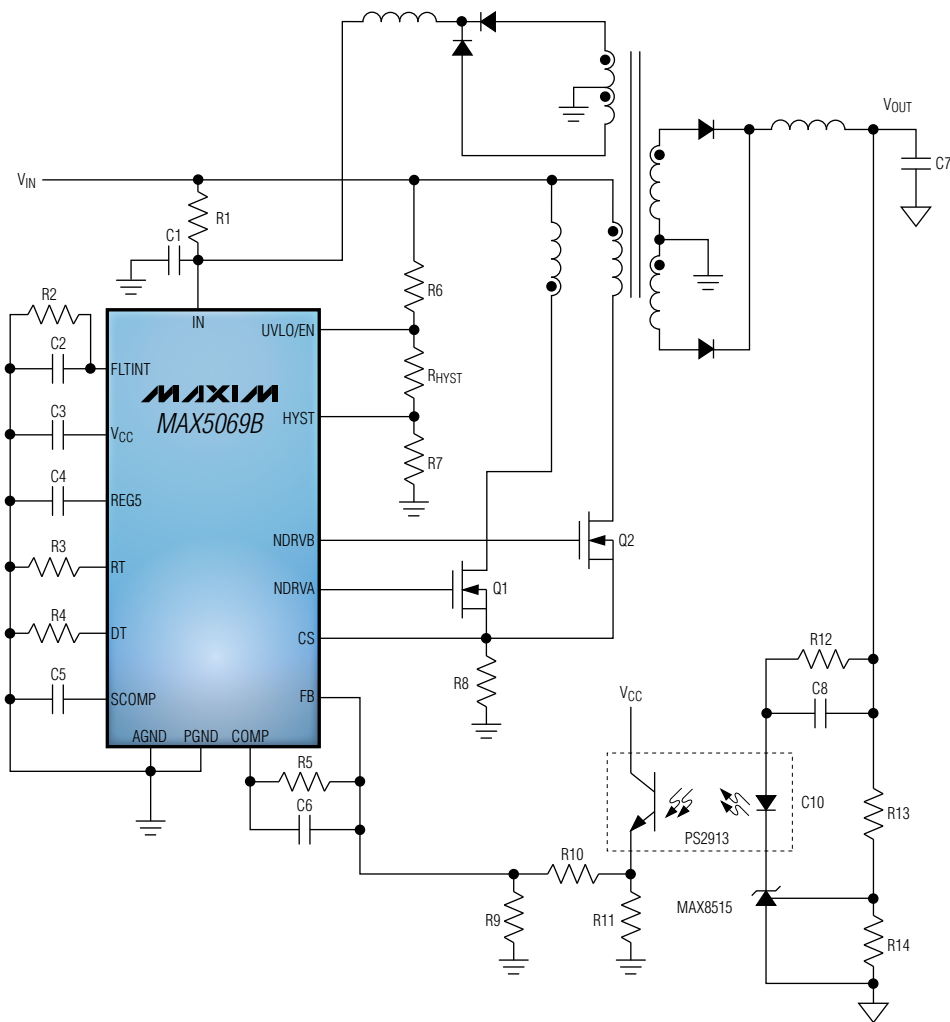 VOUT
C7
VIN
R1
C1
R6
R2
IN
UVLO/EN
C2
FLTINT
RHYST
MAXIM
MAX5069B
C3
VCC
HYST
R7
C4
REG5
NDRVB
Q2
R3
RT
NDRVA
Q1
R4
DT
CS
R12
C5
SCOMP
R8
FB
VCC
C8
AGND
PGND
COMP
R5
C6
C10
R13
PS2913
R10
MAX8515
R9
R11
R14